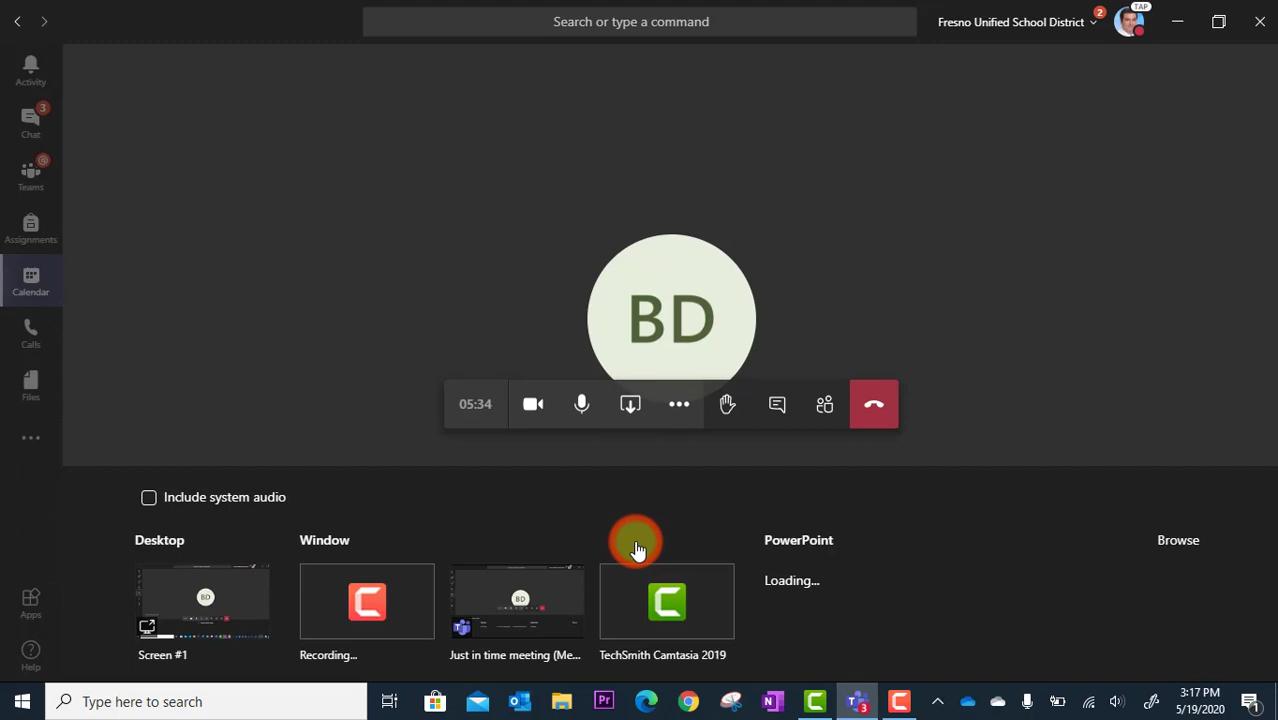 Search or type a command
Fresno Unified School District
2
TAP
Activity
Chat
3
Teams
Assignments
Calendar
Calls
Files
Apps
Help
BD
05:34
Include system audio
Desktop
Window
PowerPoint
Browse
BD
BD
Loading...
Screen #1
Recording...
Just in time meeting (Me...
TechSmith Camtasia 2019
Type here to search
Pr
3
3:17 PM
5/19/2020
1